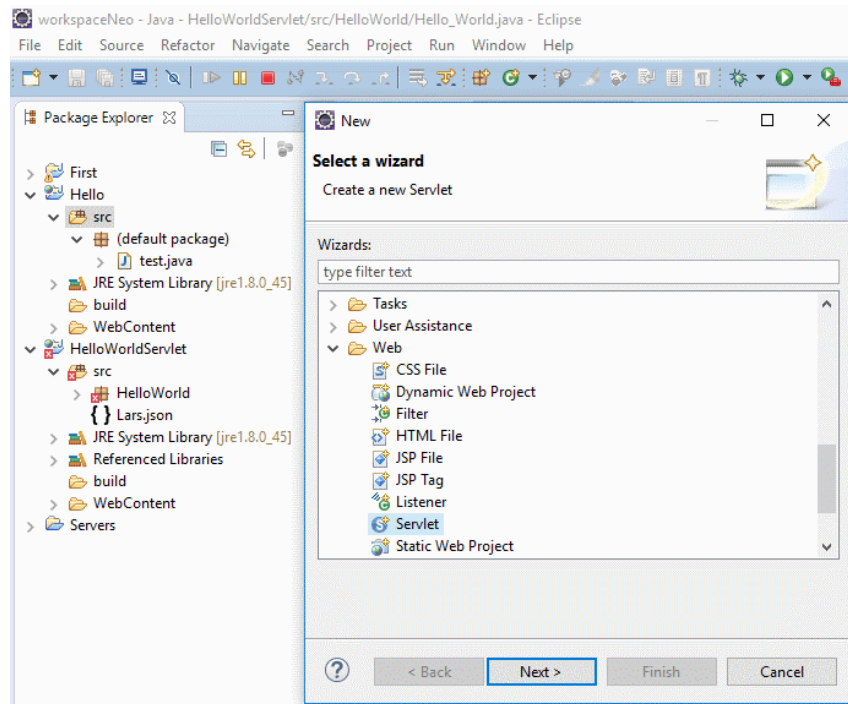 workspaceNeo - Java - HelloWorldServlet/src/HelloWorld/Hello_World.java - Eclipse
File Edit Source Refactor Navigate Search Project Run Window Help
Package Explorer
First
Hello
src
(default package)
test.java
JRE System Library [jre1.8.0_45]
build
WebContent
HelloWorldServlet
src
HelloWorld
{ } Lars.json
JRE System Library [jre1.8.0_45]
Referenced Libraries
build
WebContent
Servers
New
Select a wizard
Create a new Servlet
Wizards:
type filter text
Tasks
User Assistance
Web
CSS File
Dynamic Web Project
Filter
HTML File
JSP File
JSP Tag
Listener
Servlet
Static Web Project
< Back Next > Finish Cancel